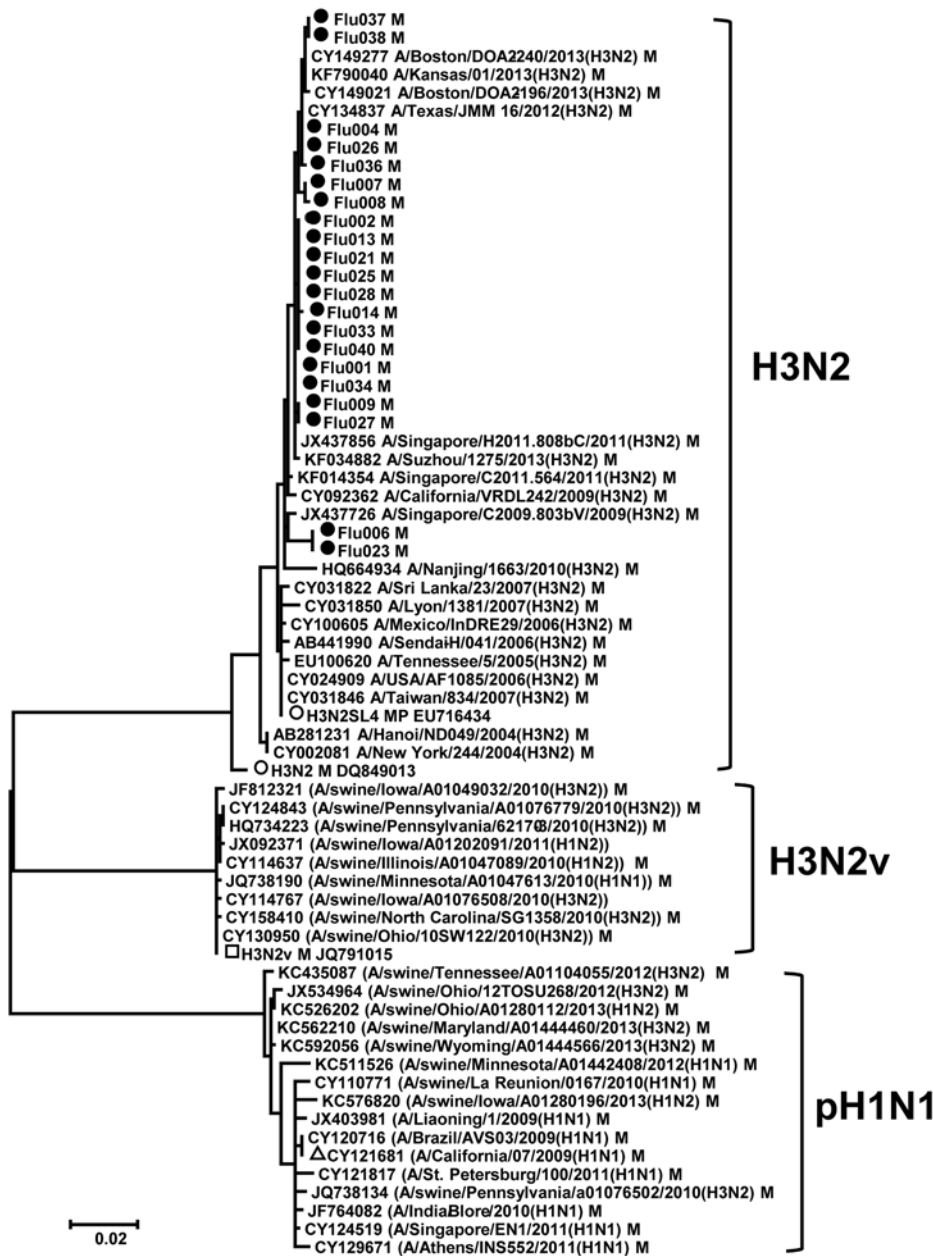 Flu037 M
Flu038 M
CY149277 A/Boston/DOA2-240/2013(H3N2) M
KF790040 A/Kansas/01/2013(H3N2) M
CY149021 A/Boston/DOA2-196/2013(H3N2) M
CY134837 A/Texas/JMM 16/2012(H3N2) M
Flu004 M
Flu026 M
Flu036 M
Flu007 M
Flu008 M
Flu002 M
Flu013 M
Flu021 M
Flu025 M
Flu028 M
Flu014 M
Flu033 M
Flu040 M
Flu001 M
Flu034 M
Flu009 M
Flu027 M
JX437856 A/Singapore/H2011.808bC/2011(H3N2) M
KF034882 A/Suzhou/1275/2013(H3N2) M
KF014354 A/Singapore/C2011.564/2011(H3N2) M
CY092362 A/California/VRDL242/2009(H3N2) M
JX437726 A/Singapore/C2009.803bV/2009(H3N2) M
Flu006 M
Flu023 M
HQ664934 A/Nanjing/1663/2010(H3N2) M
CY031822 A/Sri Lanka/23/2007(H3N2) M
CY031850 A/Lyon/1381/2007(H3N2) M
CY100605 A/Mexico/InDRE29/2006(H3N2) M
AB441990 A/Sendai-H/041/2006(H3N2) M
EU100620 A/Tennessee/5/2005(H3N2) M
CY024909 A/USA/AF1085/2006(H3N2) M
CY031846 A/Taiwan/834/2007(H3N2) M
H3N2SL4 MP EU716434
AB281231 A/Hanoi/ND049/2004(H3N2) M
CY002081 A/New York/244/2004(H3N2) M
H3N2 M DQ849013
H3N2
JF812321 (A/swine/Iowa/A01049032/2010(H3N2)) M
CY124843 (A/swine/Pennsylvania/A01076779/2010(H3N2)) M
HQ734223 (A/swine/Pennsylvania/62170-3/2010(H3N2)) M
JX092371 (A/swine/Iowa/A01202091/2011(H1N2))
CY114637 (A/swine/Illinois/A01047089/2010(H1N2)) M
JQ738190 (A/swine/Minnesota/A01047613/2010(H1N1)) M
CY114767 (A/swine/Iowa/A01076508/2010(H3N2))
CY158410 (A/swine/North Carolina/SG1358/2010(H3N2)) M
CY130950 (A/swine/Ohio/10SW122/2010(H3N2)) M
H3N2v M JQ791015
H3N2v
KC435087 (A/swine/Tennessee/A01104055/2012(H3N2) M
JX534964 (A/swine/Ohio/12TOSU268/2012(H3N2) M
KC526202 (A/swine/Ohio/A01280112/2013(H1N2) M
KC562210 (A/swine/Maryland/A01444460/2013(H3N2) M
KC592056 (A/swine/Wyoming/A01444566/2013(H3N2) M
KC511526 (A/swine/Minnesota/A01442408/2012(H1N1) M
CY110771 (A/swine/La Reunion/0167/2010(H1N1) M
KC576820 (A/swine/Iowa/A01280196/2013(H1N2) M
JX403981 (A/Liaoning/1/2009(H1N1) M
CY120716 (A/Brazil/AVS03/2009(H1N1) M
CY121681 (A/California/07/2009(H1N1) M
CY121817 (A/St. Petersburg/100/2011(H1N1) M
JQ738134 (A/swine/Pennsylvania/a01076502/2010(H3N2) M
JF764082 (A/India/Blore/2010(H1N1) M
CY124519 (A/Singapore/EN1/2011(H1N1) M
CY129671 (A/Athens/INS552/2011(H1N1) M
pH1N1
0.02